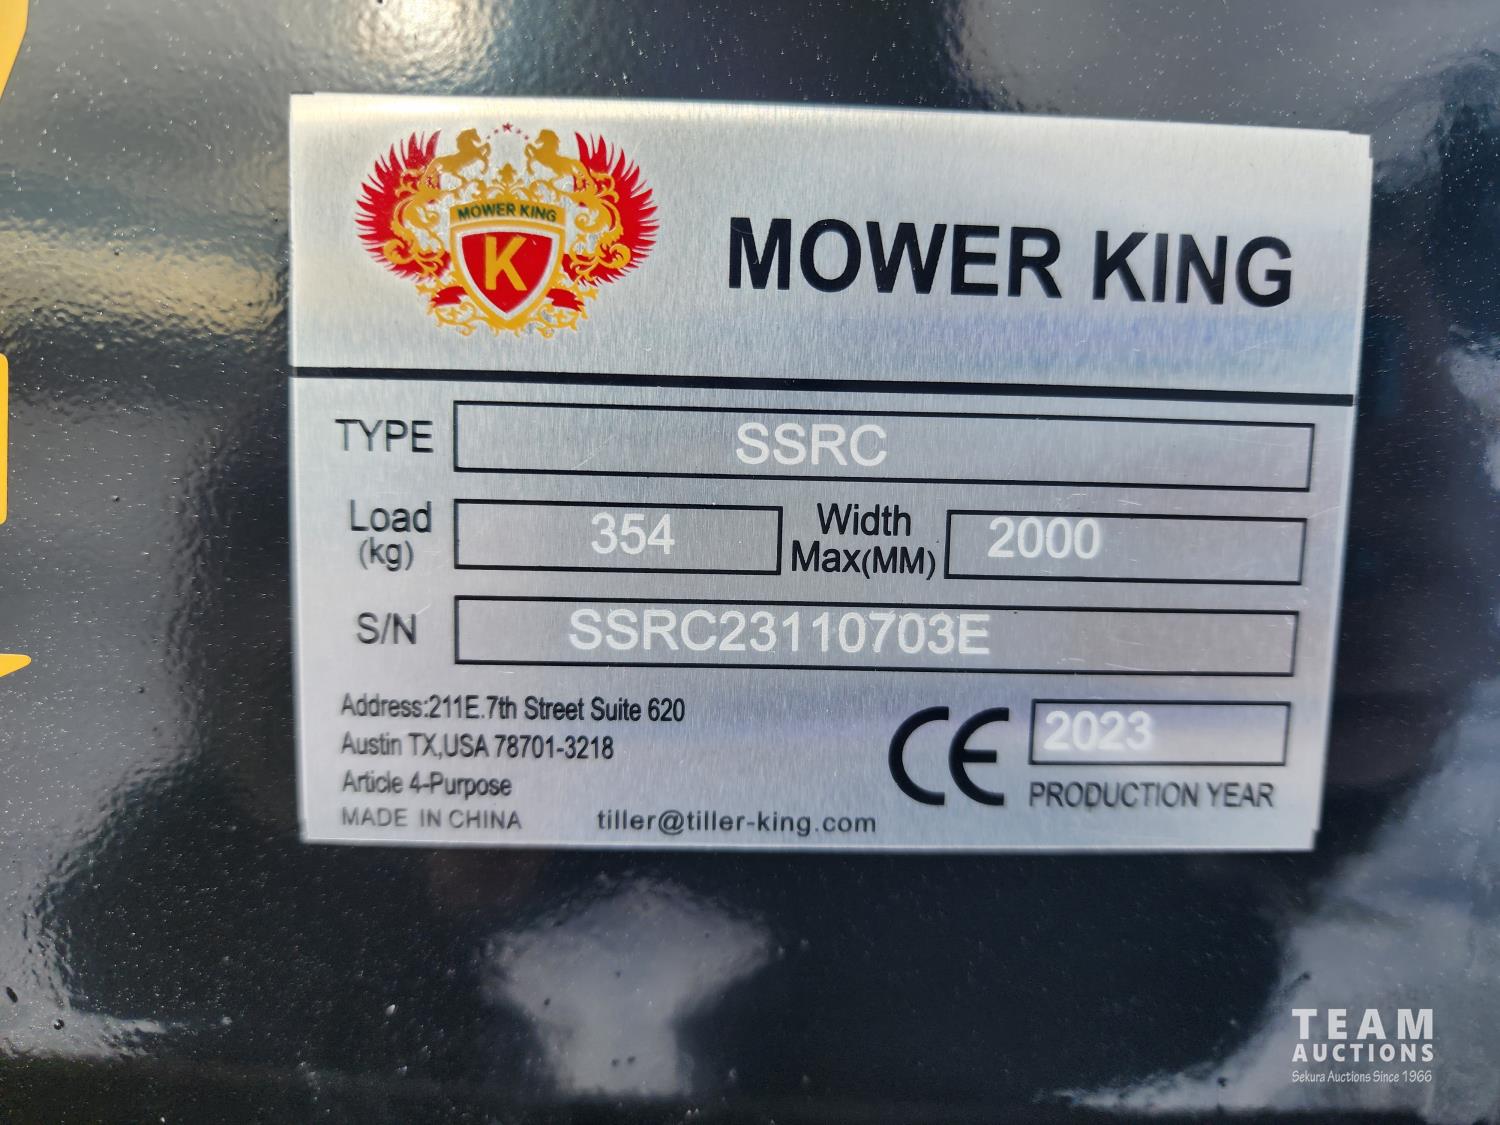 MOWER KING
K
MOWER KING
TYPE SSRC
Load (kg) 354 Width Max(MM) 2000
S/N SSRC23110703E
Address:211E.7th Street Suite 620
Austin TX,USA 78701-3218
Article 4-Purpose
MADE IN CHINA tiller@tiller-king.com
CE 2023
PRODUCTION YEAR
TEAM
AUCTIONS
Sekura Auctions Since 1966